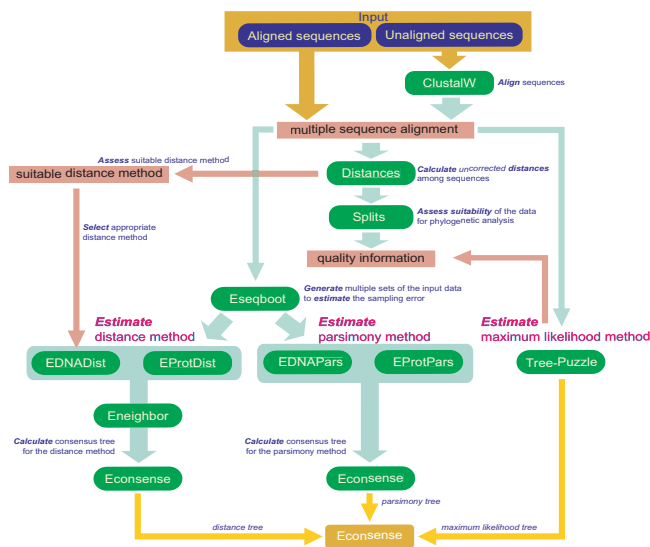 Input
Aligned sequences
Unaligned sequences
ClustalW
Align sequences
multiple sequence alignment
Assess suitable distance method
suitable distance method
Distances
Calculate uncorrected distances
among sequences
Select appropriate
distance method
Splits
Assess suitability of the data
for phylogenetic analysis
quality information
Eseqboot
Generate multiple sets of the input data
to estimate the sampling error
Estimate
distance method
Estimate
parsimony method
Estimate
maximum likelihood method
EDNADist
EProtDist
EDNAPars
EProtPars
Tree-Puzzle
Eneighbor
Calculate consensus tree
for the distance method
Econsense
Calculate consensus tree
for the parsimony method
Econsense
parsimony tree
distance tree
Econsense
maximum likelihood tree